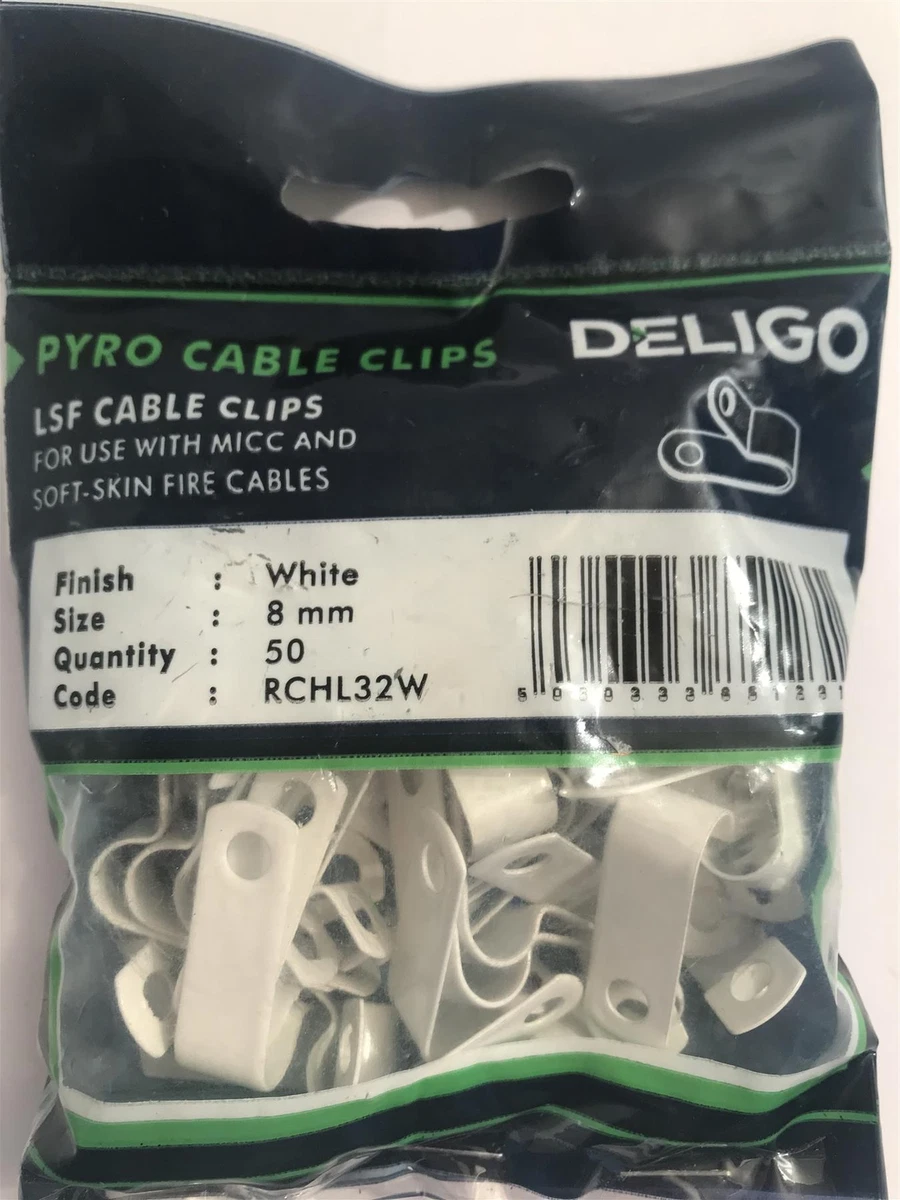 PYRO CABLE CLIPS
DELIGO
LSF CABLE CLIPS
FOR USE WITH MICC AND
SOFT-SKIN FIRE CABLES
Finish : White
Size : 8 mm
Quantity : 50
Code : RCHL32W